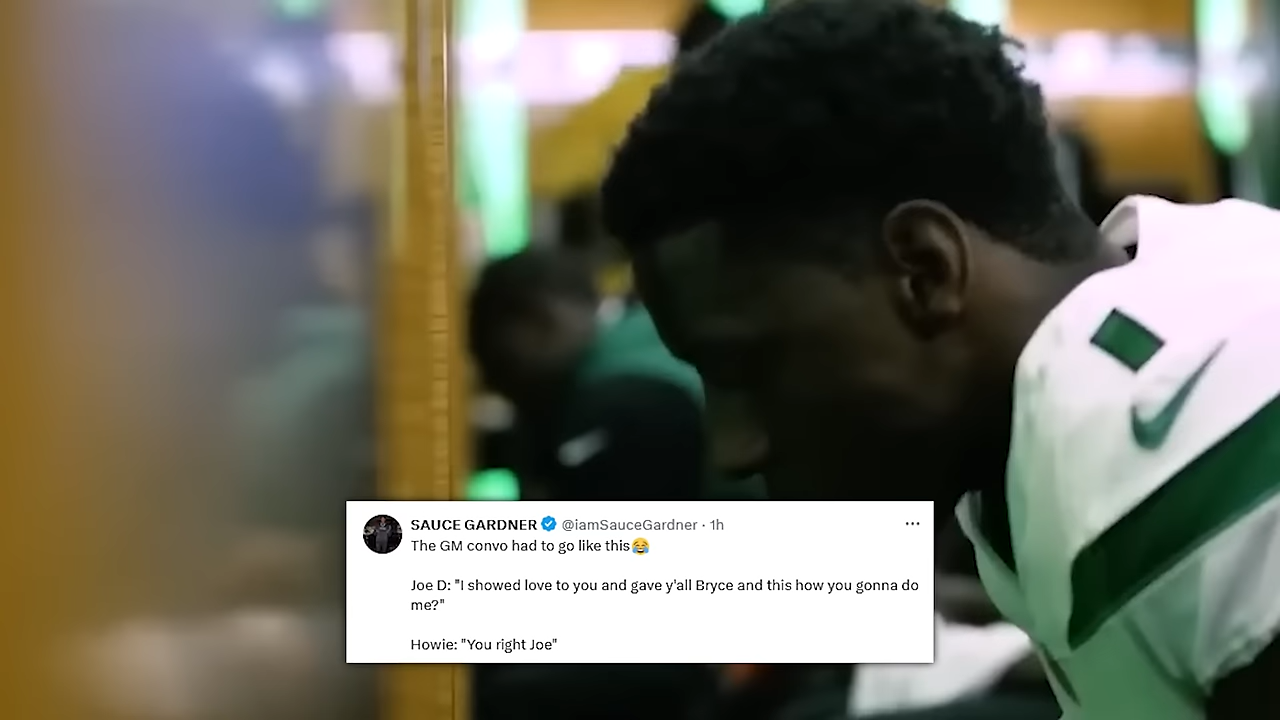 SAUCE GARDNER @iamSauceGardner · 1h
The GM convo had to go like this😂
Joe D: "I showed love to you and gave y'all Bryce and this how you gonna do
me?"
Howie: "You right Joe"